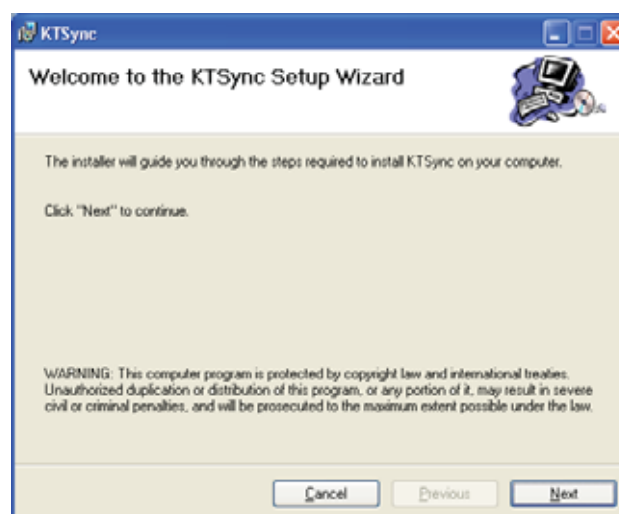 KTSync
Welcome to the KTSync Setup Wizard
The installer will guide you through the steps required to install KTSync on your computer.
Click "Next" to continue.
WARNING: This computer program is protected by copyright law and international treaties.
Unauthorized duplication or distribution of this program, or any portion of it, may result in severe
civil or criminal penalties, and will be prosecuted to the maximum extent possible under the law.
Cancel
Previous
Next